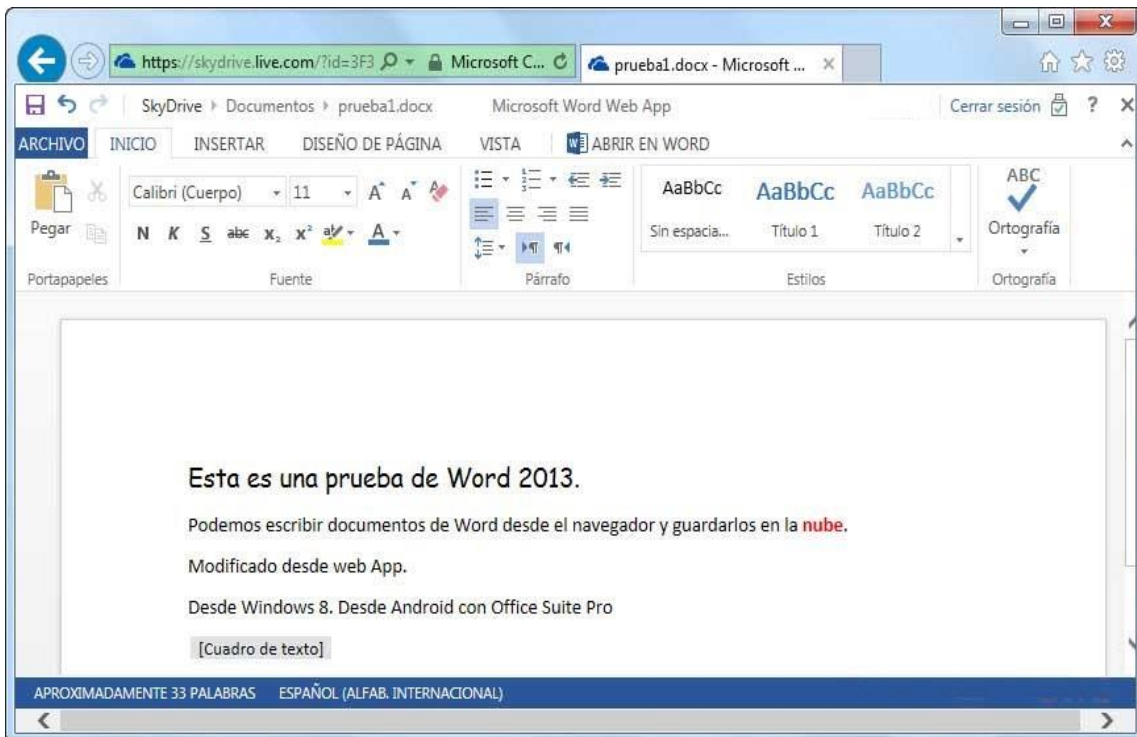 https://skydrive.live.com/?id=3F3 Microsoft C... prueba1.docx - Microsoft ...
SkyDrive Documentos prueba1.docx Microsoft Word Web App Cerrar sesión ?
ARCHIVO INICIO INSERTAR DISEÑO DE PÁGINA VISTA ABRIR EN WORD
Pegar
Calibri (Cuerpo) 11 A A
N K S abc x₂ x² ab A
AaBbCc AaBbCc AaBbCc
Sin espacia... Título 1 Título 2
ABC
Ortografía
Portapapeles Fuente Párrafo Estilos Ortografía
Esta es una prueba de Word 2013.
Podemos escribir documentos de Word desde el navegador y guardarlos en la nube.
Modificado desde web App.
Desde Windows 8. Desde Android con Office Suite Pro
[Cuadro de texto]
APROXIMADAMENTE 33 PALABRAS ESPAÑOL (ALFAB. INTERNACIONAL)